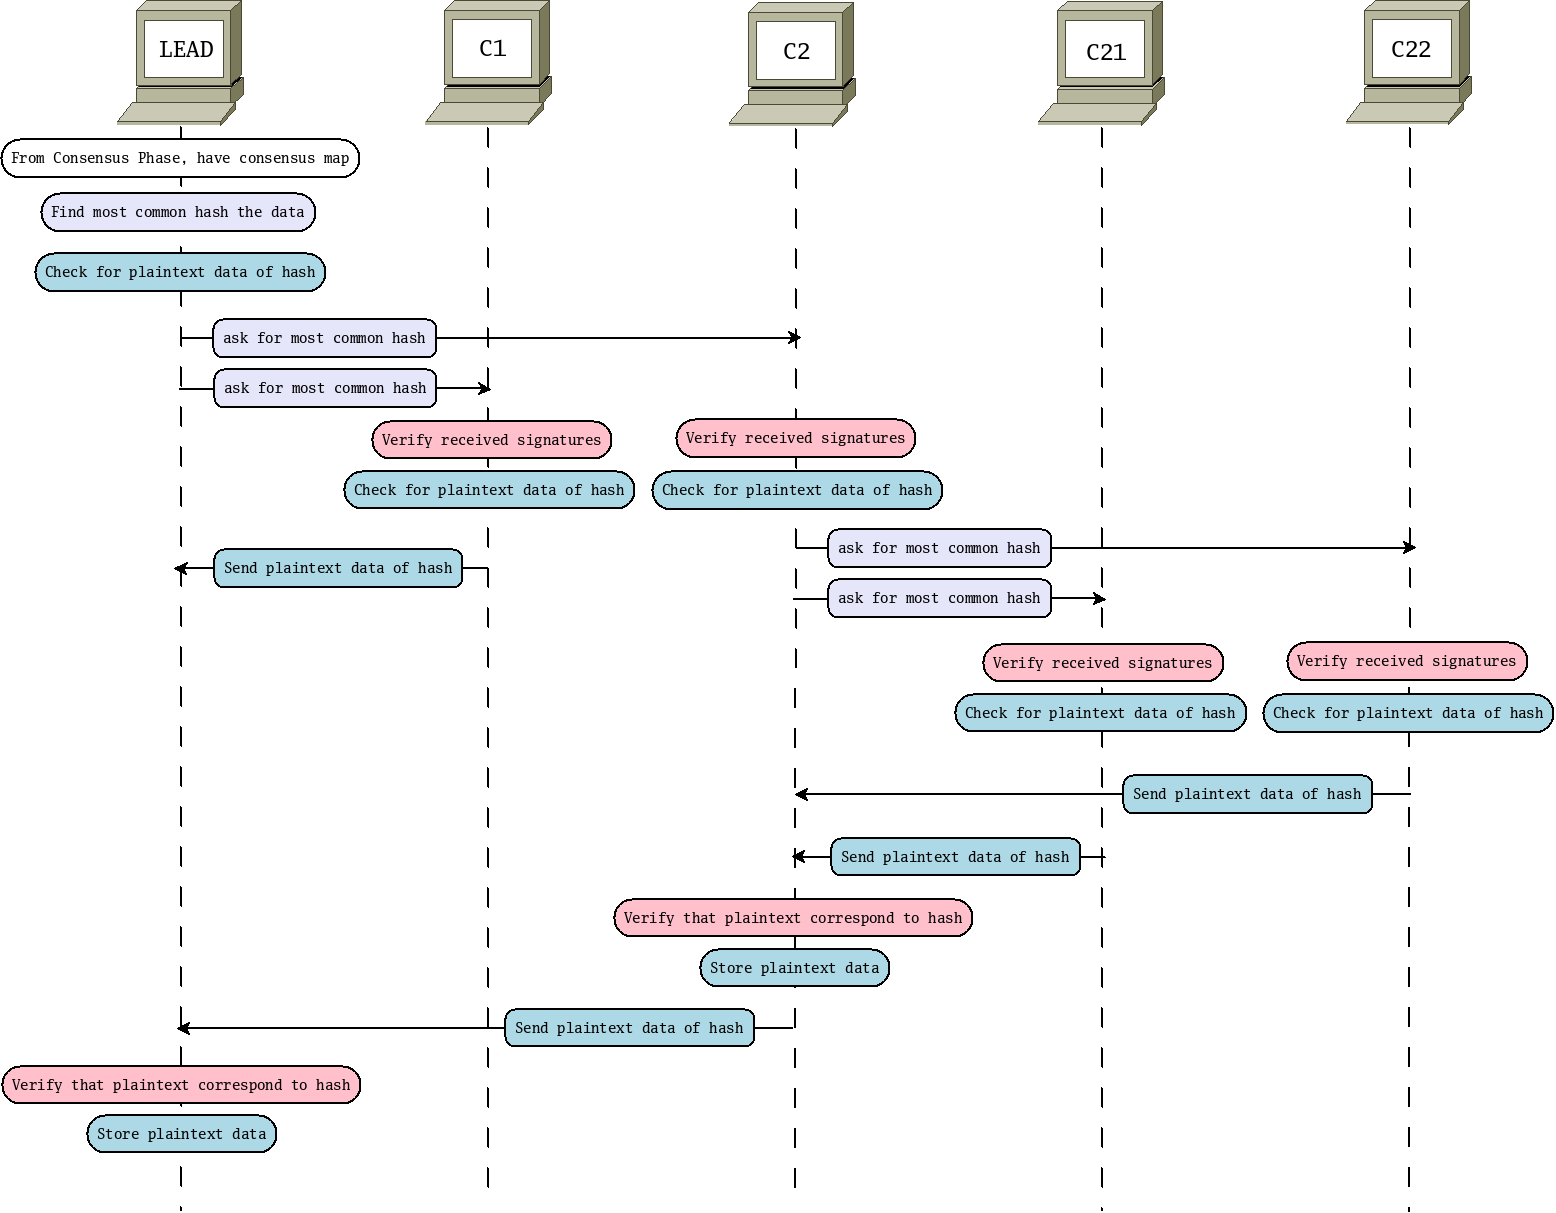 LEAD
C1
C2
C21
C22
From Consensus Phase, have consensus map
Find most common hash the data
Check for plaintext data of hash
ask for most common hash
ask for most common hash
Verify received signatures
Verify received signatures
Check for plaintext data of hash
Check for plaintext data of hash
ask for most common hash
Send plaintext data of hash
ask for most common hash
Verify received signatures
Verify received signatures
Check for plaintext data of hash
Check for plaintext data of hash
Send plaintext data of hash
Send plaintext data of hash
Verify that plaintext correspond to hash
Store plaintext data
Send plaintext data of hash
Verify that plaintext correspond to hash
Store plaintext data